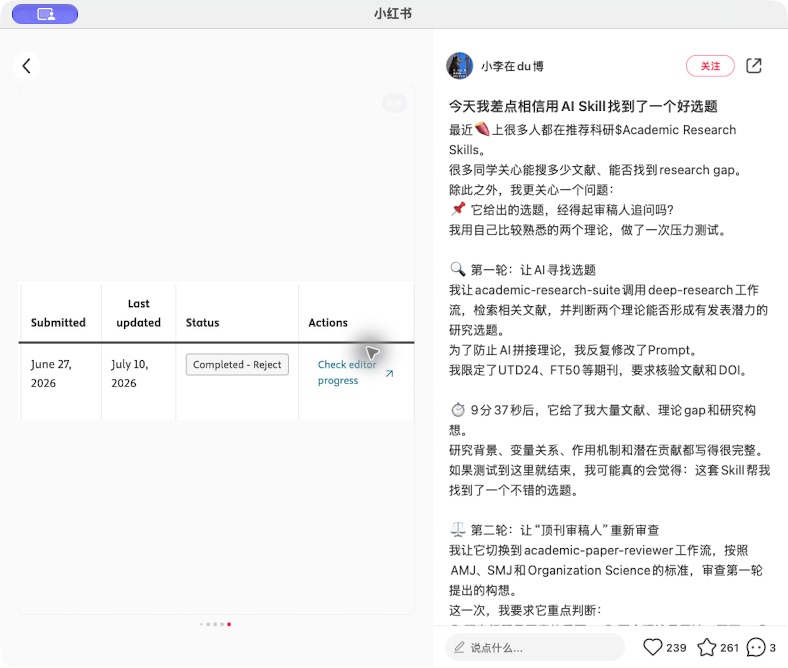 小红书
小李在du博
关注
今天我差点相信用AI Skill找到了一个好选题
最近🍠上很多人都在推荐科研$Academic Research
Skills。
很多同学关心能搜多少文献、能否找到research gap。
除此之外，我更关心一个问题：
📌 它给出的选题，经得起审稿人追问吗？
我用自己比较熟悉的两个理论，做了一次压力测试。
🔍 第一轮：让AI寻找选题
我让academic-research-suite调用deep-research工作
流，检索相关文献，并判断两个理论能否形成有发表潜力的
研究选题。
为了防止AI拼接理论，我反复修改了Prompt。
我限定了UTD24、FT50等期刊，要求核验文献和DOI。
⏱️ 9分37秒后，它给了我大量文献、理论gap和研究构
想。
研究背景、变量关系、作用机制和潜在贡献都写得很完整。
如果测试到这里就结束，我可能真的会觉得：这套Skill帮我
找到了一个不错的选题。
⚖️ 第二轮：让“顶刊审稿人”重新审查
我让它切换到academic-paper-reviewer工作流，按照
AMJ、SMJ和Organization Science的标准，审查第一轮
提出的构想。
这一次，我要求它重点判断：
Submitted
Last
updated
Status
Actions
June 27,
2026
July 10,
2026
Completed - Reject
Check editor
progress
说点什么...
239
261
3